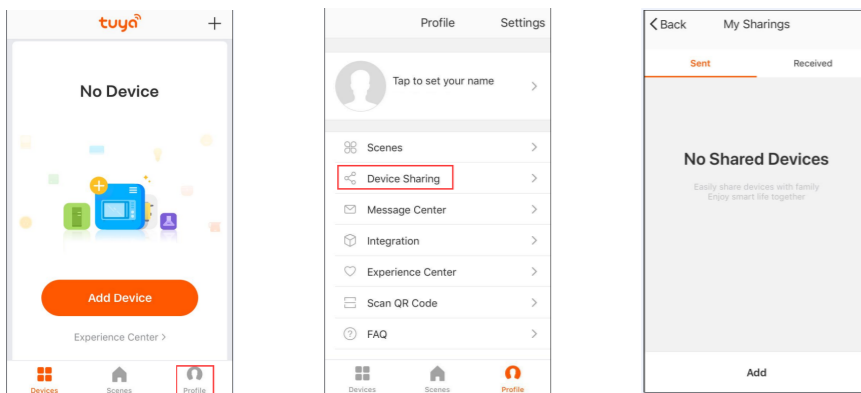 tuya
+
No Device
Add Device
Experience Center >
Devices
Scenes
Profile
Profile
Settings
Tap to set your name
Scenes
Device Sharing
Message Center
Integration
Experience Center
Scan QR Code
? FAQ
Devices
Scenes
Profile
Back
My Sharings
Sent
Received
No Shared Devices
Easily share devices with family
Enjoy smart life together
Add